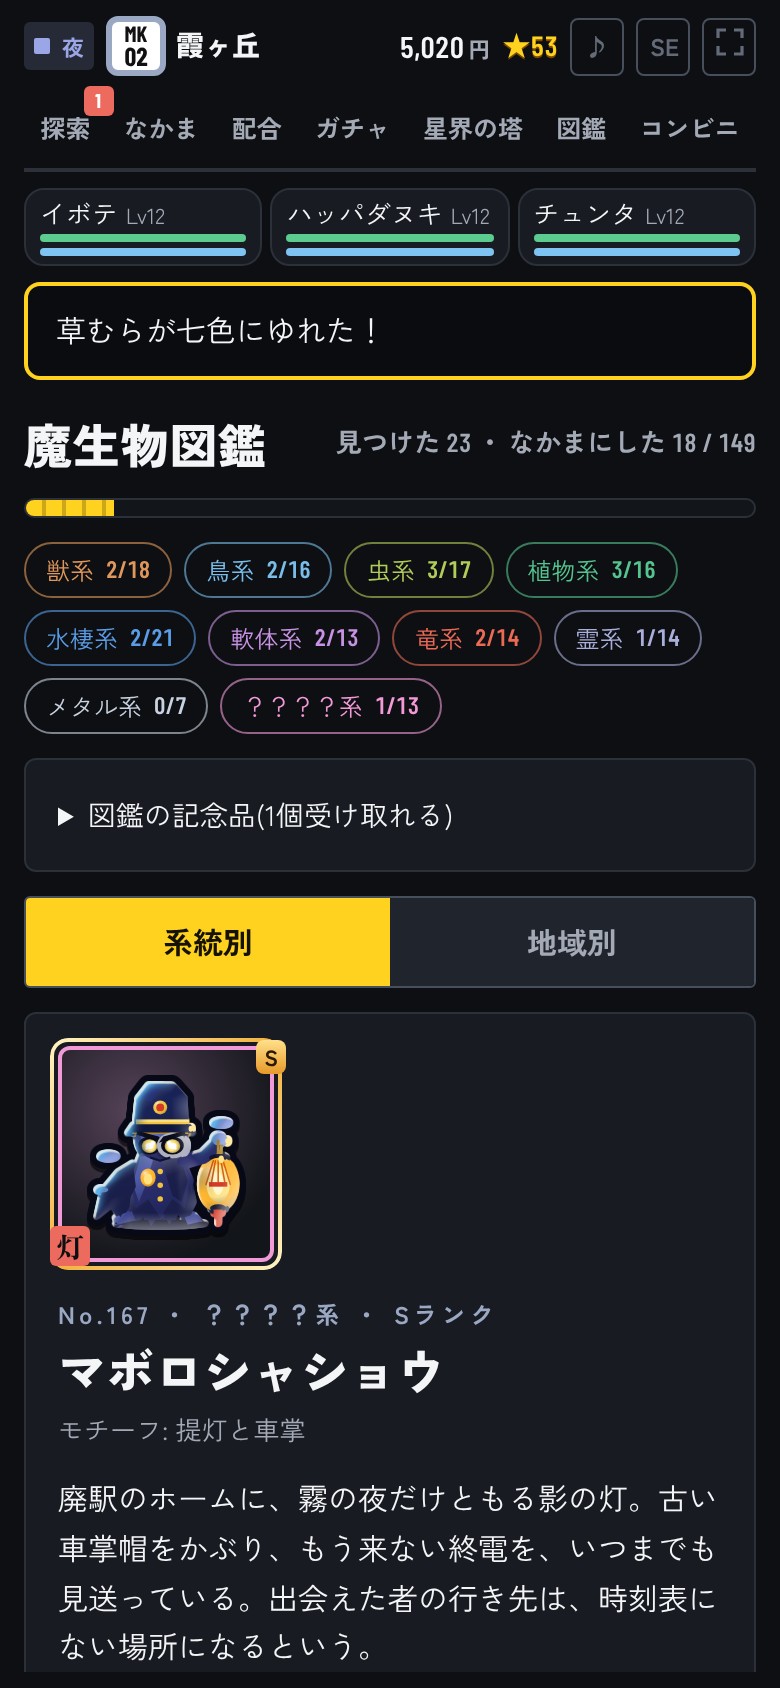 夜 MK 02 霞ヶ丘 5,020円 ★53 ♪ SE
1
探索 なかま 配合 ガチャ 星界の塔 図鑑 コンビニ
イボテ Lv12 ハッパダヌキ Lv12 チュンタ Lv12
草むらが七色にゆれた！
魔生物図鑑 見つけた 23 ・ なかまにした 18 / 149
獣系 2/18 鳥系 2/16 虫系 3/17 植物系 3/16
水棲系 2/21 軟体系 2/13 竜系 2/14 霊系 1/14
メタル系 0/7 ？？？？系 1/13
▶ 図鑑の記念品(1個受け取れる)
系統別 地域別
S
灯
No.167 ・ ？？？？系 ・ Sランク
マボロシャショウ
モチーフ: 提灯と車掌
廃駅のホームに、霧の夜だけともる影の灯。古い
車掌帽をかぶり、もう来ない終電を、いつまでも
見送っている。出会えた者の行き先は、時刻表に
ない場所になるという。